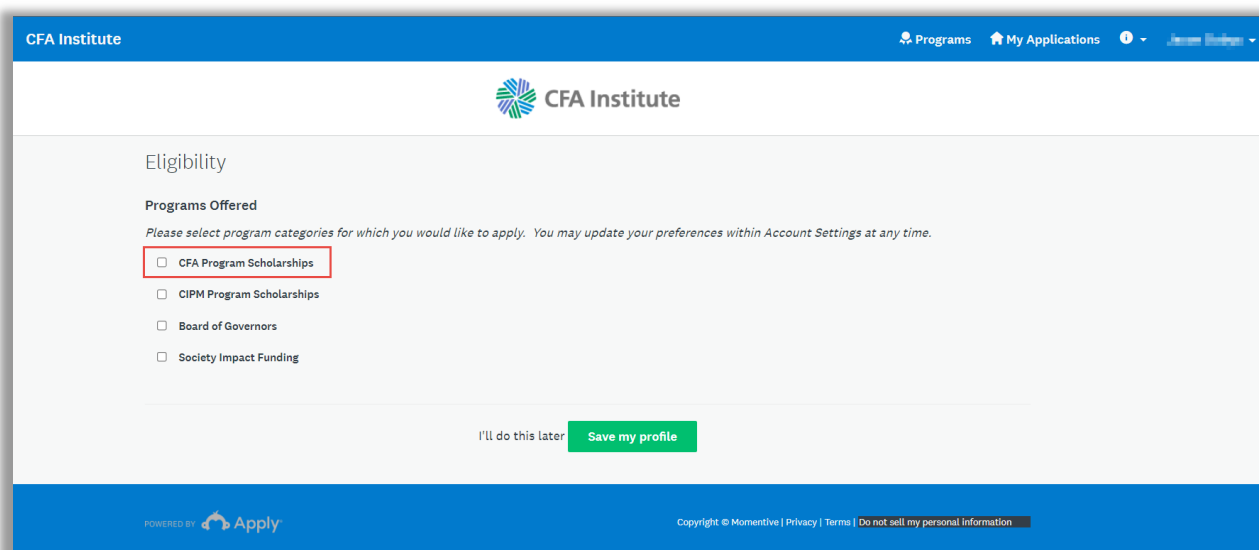 CFA Institute Programs My Applications
CFA Institute
Eligibility
Programs Offered
Please select program categories for which you would like to apply. You may update your preferences within Account Settings at any time.
CFA Program Scholarships
CIPM Program Scholarships
Board of Governors
Society Impact Funding
I'll do this later Save my profile
POWERED BY Apply Copyright © Momentive | Privacy | Terms | Do not sell my personal information